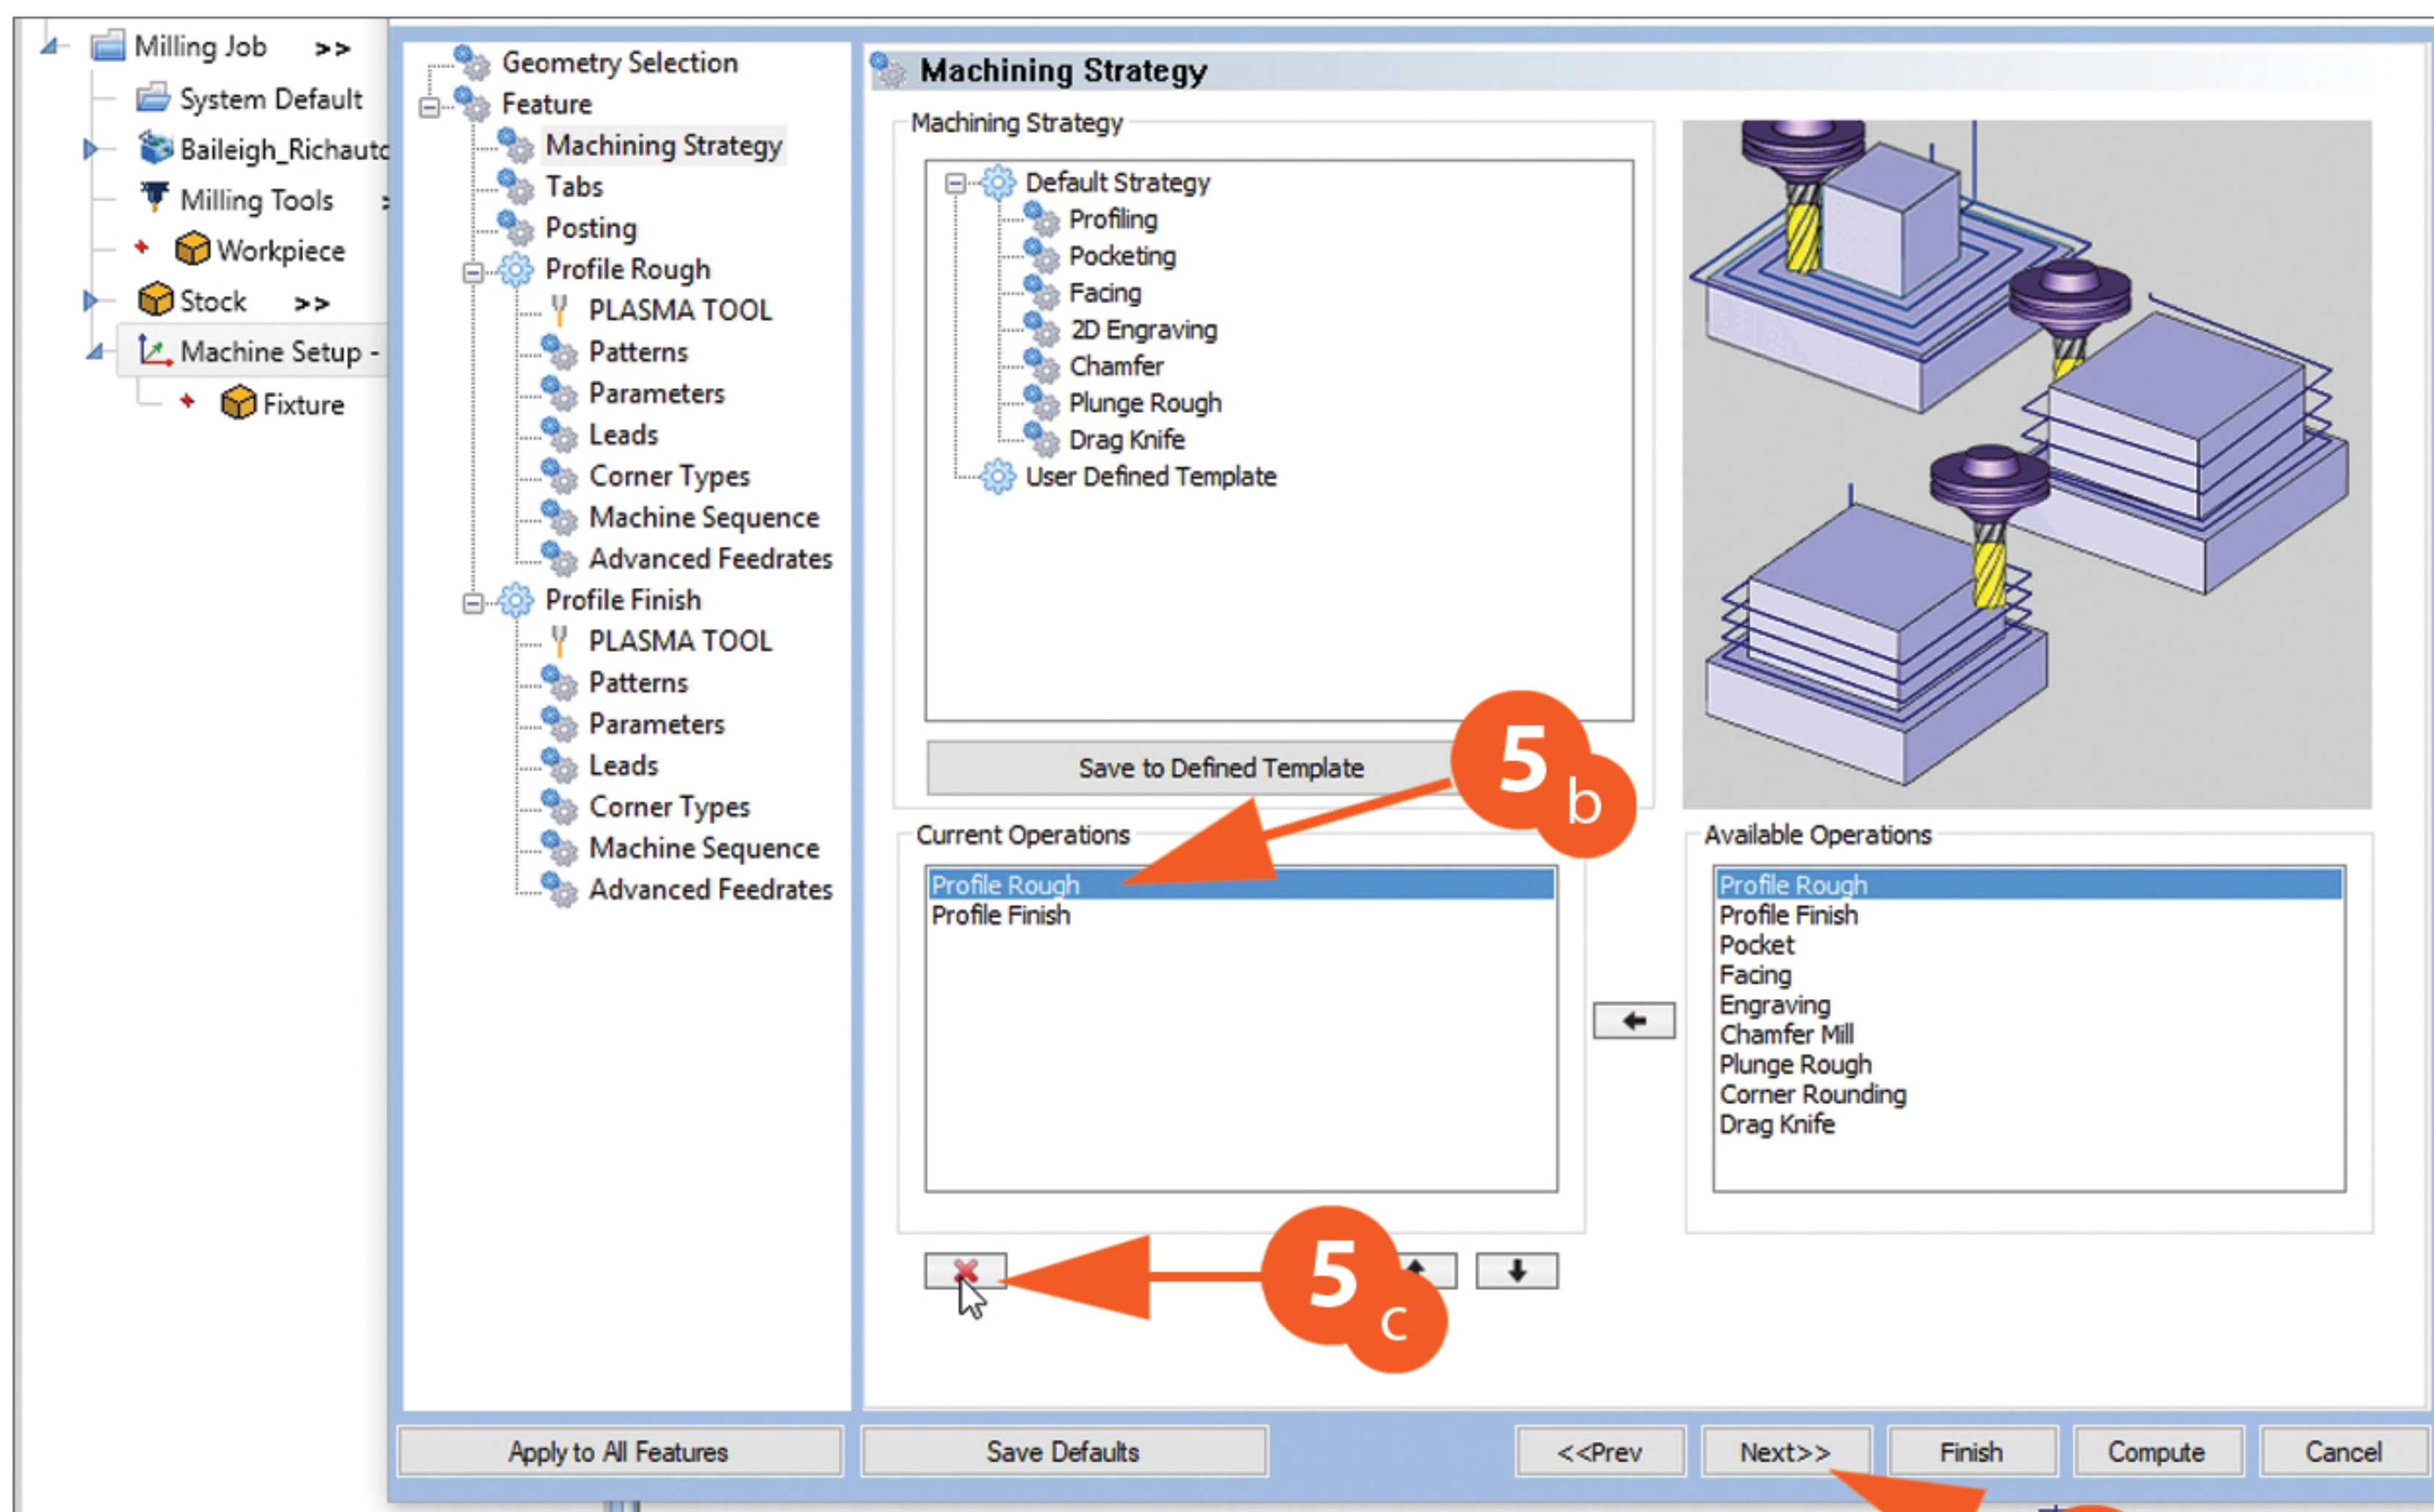 Milling Job >>
System Default
Baileigh_Richauto
Milling Tools
Workpiece
Stock >>
Machine Setup -
Fixture
Geometry Selection
Feature
Machining Strategy
Tabs
Posting
Profile Rough
PLASMA TOOL
Patterns
Parameters
Leads
Corner Types
Machine Sequence
Advanced Feedrates
Profile Finish
PLASMA TOOL
Patterns
Parameters
Leads
Corner Types
Machine Sequence
Advanced Feedrates
Machining Strategy
Machining Strategy
Default Strategy
Profiling
Pocketing
Facing
2D Engraving
Chamfer
Plunge Rough
Drag Knife
User Defined Template
Save to Defined Template
5 b
Current Operations
Profile Rough
Profile Finish
Available Operations
Profile Rough
Profile Finish
Pocket
Facing
Engraving
Chamfer Mill
Plunge Rough
Corner Rounding
Drag Knife
5 c
Apply to All Features
Save Defaults
<<Prev
Next>>
Finish
Compute
Cancel